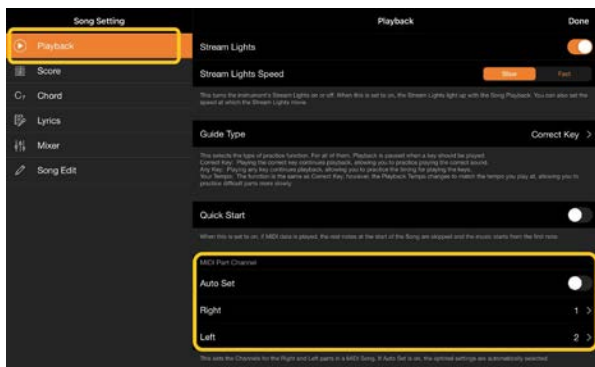 Song Setting
Playback
Done
Playback
Score
C7 Chord
Lyrics
Mixer
Song Edit
Stream Lights
Stream Lights Speed
Slow
Fast
This turns the instrument's Stream Lights on or off. When this is set to on, the Stream Lights light up with the Song Playback. You can also set the
speed at which the Stream Lights move.
Guide Type
Correct Key >
This selects the type of practice function. For all of them, Playback is paused when a key should be played.
Correct Key: Playing the correct key continues playback, allowing you to practice playing the correct sound.
Any Key: Playing any key continues playback, allowing you to practice the timing for playing the keys.
Your Tempo: The function is the same as Correct Key; however, the Playback Tempo changes to match the tempo you play at, allowing you to
practice difficult parts more slowly.
Quick Start
When this is set to on, if MIDI data is played, the rest notes at the start of the Song are skipped and the music starts from the first note.
MIDI Part Channel
Auto Set
Right
1 >
Left
2 >
This sets the Channels for the Right and Left parts in a MIDI Song. If Auto Set is on, the optimal settings are automatically selected